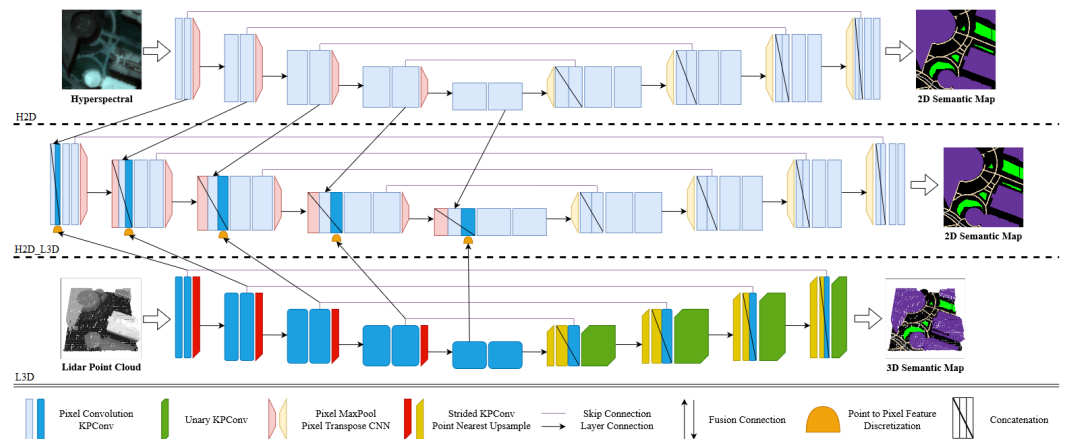 Hyperspectral
2D Semantic Map
H2D
2D Semantic Map
H2D_L3D
Lidar Point Cloud
3D Semantic Map
L3D
Pixel Convolution
KPConv
Unary KPConv
Pixel MaxPool
Pixel Transpose CNN
Strided KPConv
Point Nearest Upsample
Skip Connection
Layer Connection
Fusion Connection
Point to Pixel Feature
Discretization
Concatenation